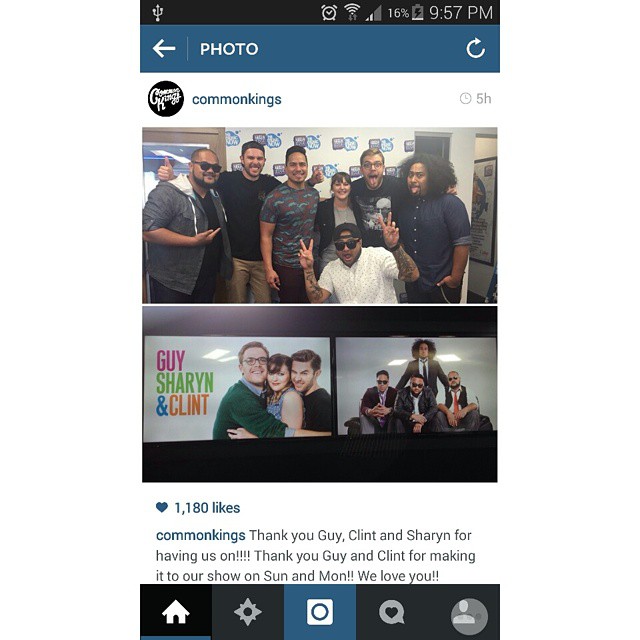 16% 9:57 PM
PHOTO
Common Kings
commonkings
5h
GUY
SHARYN
&CLINT
1,180 likes
commonkings Thank you Guy, Clint and Sharyn for
having us on!!!! Thank you Guy and Clint for making
it to our show on Sun and Mon!! We love you!!